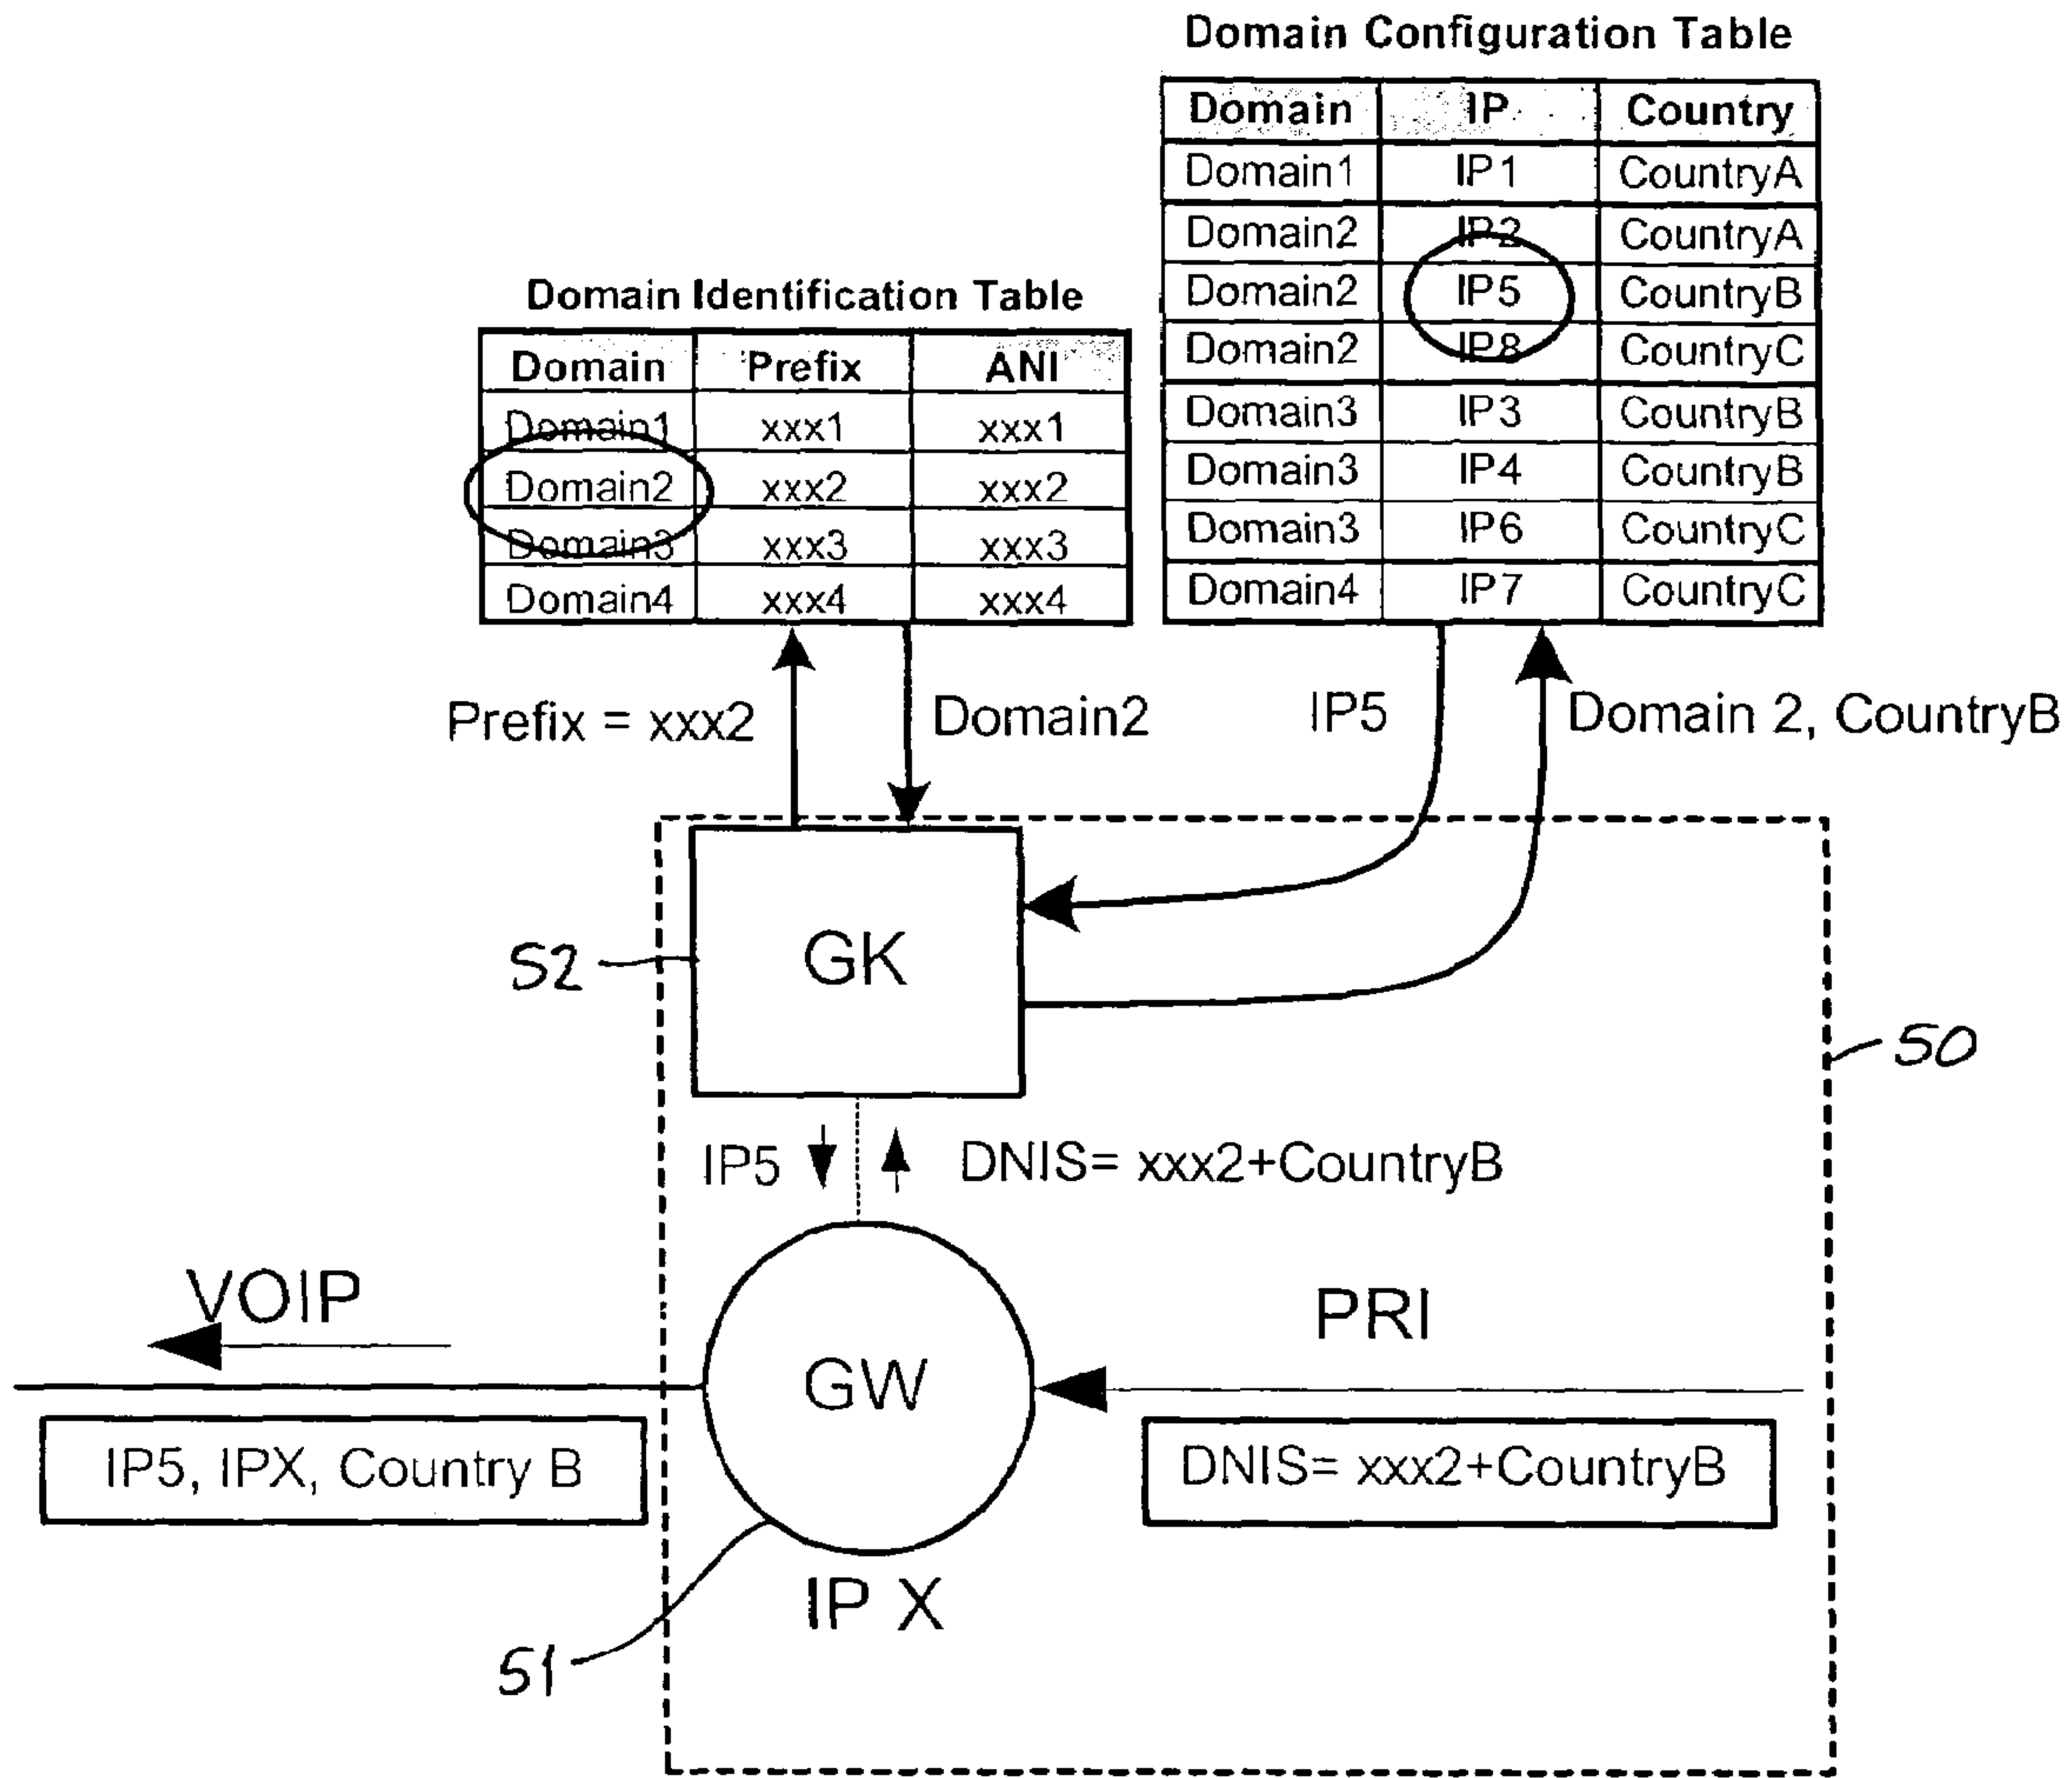 Domain Configuration Table
Domain IP Country
Domain1 IP1 CountryA
Domain2 IP2 CountryA
Domain2 IP5 CountryB
Domain2 IP8 CountryC
Domain3 IP3 CountryB
Domain3 IP4 CountryB
Domain3 IP6 CountryC
Domain4 IP7 CountryC
Domain Identification Table
Domain Prefix ANI
Domain1 xxx1 xxx1
Domain2 xxx2 xxx2
Domain3 xxx3 xxx3
Domain4 xxx4 xxx4
Prefix = xxx2
Domain2
IP5
Domain 2, CountryB
GK
52
50
IP5
DNIS= xxx2+CountryB
VOIP
PRI
GW
IP5, IPX, Country B
DNIS= xxx2+CountryB
IP X
51